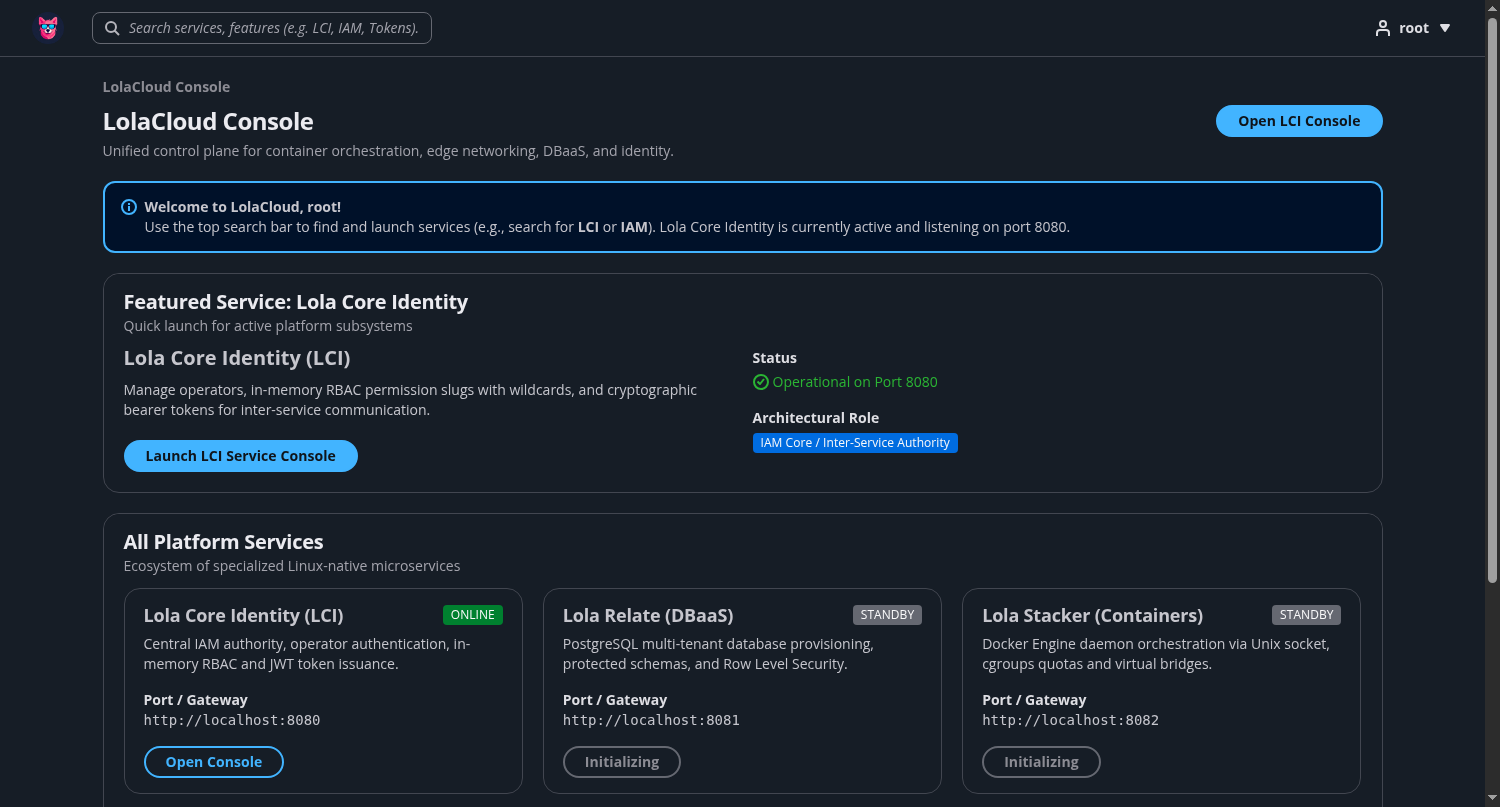 Search services, features (e.g. LCI, IAM, Tokens).
root
LolaCloud Console
LolaCloud Console
Open LCI Console
Unified control plane for container orchestration, edge networking, DBaaS, and identity.
Welcome to LolaCloud, root!
Use the top search bar to find and launch services (e.g., search for LCI or IAM). Lola Core Identity is currently active and listening on port 8080.
Featured Service: Lola Core Identity
Quick launch for active platform subsystems
Lola Core Identity (LCI)
Manage operators, in-memory RBAC permission slugs with wildcards, and cryptographic
bearer tokens for inter-service communication.
Launch LCI Service Console
Status
Operational on Port 8080
Architectural Role
IAM Core / Inter-Service Authority
All Platform Services
Ecosystem of specialized Linux-native microservices
Lola Core Identity (LCI)
ONLINE
Central IAM authority, operator authentication, in-
memory RBAC and JWT token issuance.
Port / Gateway
http://localhost:8080
Open Console
Lola Relate (DBaaS)
STANDBY
PostgreSQL multi-tenant database provisioning,
protected schemas, and Row Level Security.
Port / Gateway
http://localhost:8081
Initializing
Lola Stacker (Containers)
STANDBY
Docker Engine daemon orchestration via Unix socket,
cgroups quotas and virtual bridges.
Port / Gateway
http://localhost:8082
Initializing